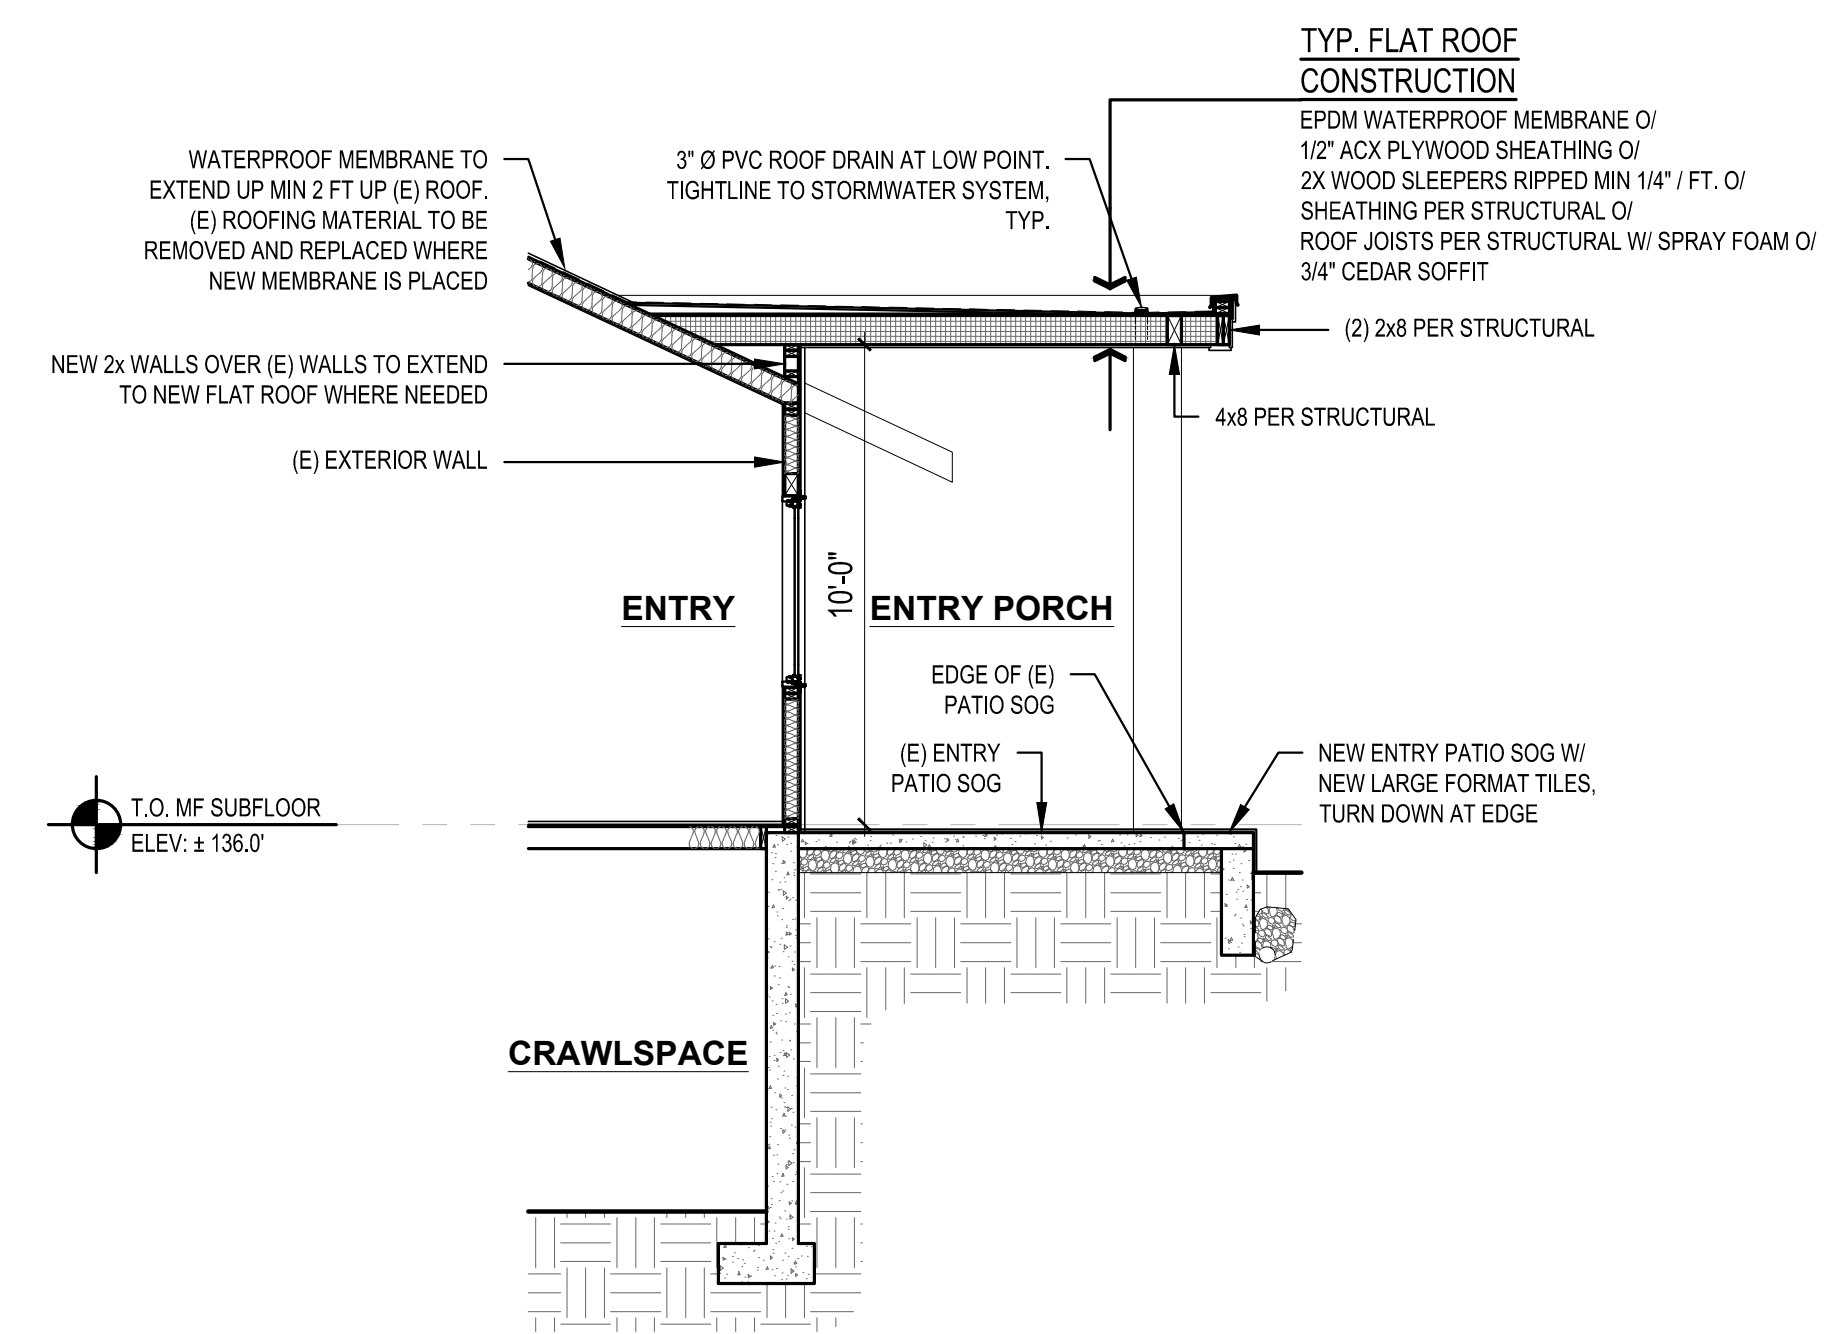 TYP. FLAT ROOF
CONSTRUCTION
EPDM WATERPROOF MEMBRANE O/
1/2" ACX PLYWOOD SHEATHING O/
2X WOOD SLEEPERS RIPPED MIN 1/4" / FT. O/
SHEATHING PER STRUCTURAL O/
ROOF JOISTS PER STRUCTURAL W/ SPRAY FOAM O/
3/4" CEDAR SOFFIT
WATERPROOF MEMBRANE TO
EXTEND UP MIN 2 FT UP (E) ROOF.
(E) ROOFING MATERIAL TO BE
REMOVED AND REPLACED WHERE
NEW MEMBRANE IS PLACED
3" Ø PVC ROOF DRAIN AT LOW POINT.
TIGHTLINE TO STORMWATER SYSTEM,
TYP.
(2) 2x8 PER STRUCTURAL
NEW 2x WALLS OVER (E) WALLS TO EXTEND
TO NEW FLAT ROOF WHERE NEEDED
4x8 PER STRUCTURAL
(E) EXTERIOR WALL
10'-0"
ENTRY
ENTRY PORCH
EDGE OF (E)
PATIO SOG
(E) ENTRY
PATIO SOG
NEW ENTRY PATIO SOG W/
NEW LARGE FORMAT TILES,
TURN DOWN AT EDGE
T.O. MF SUBFLOOR
ELEV: ± 136.0'
CRAWLSPACE